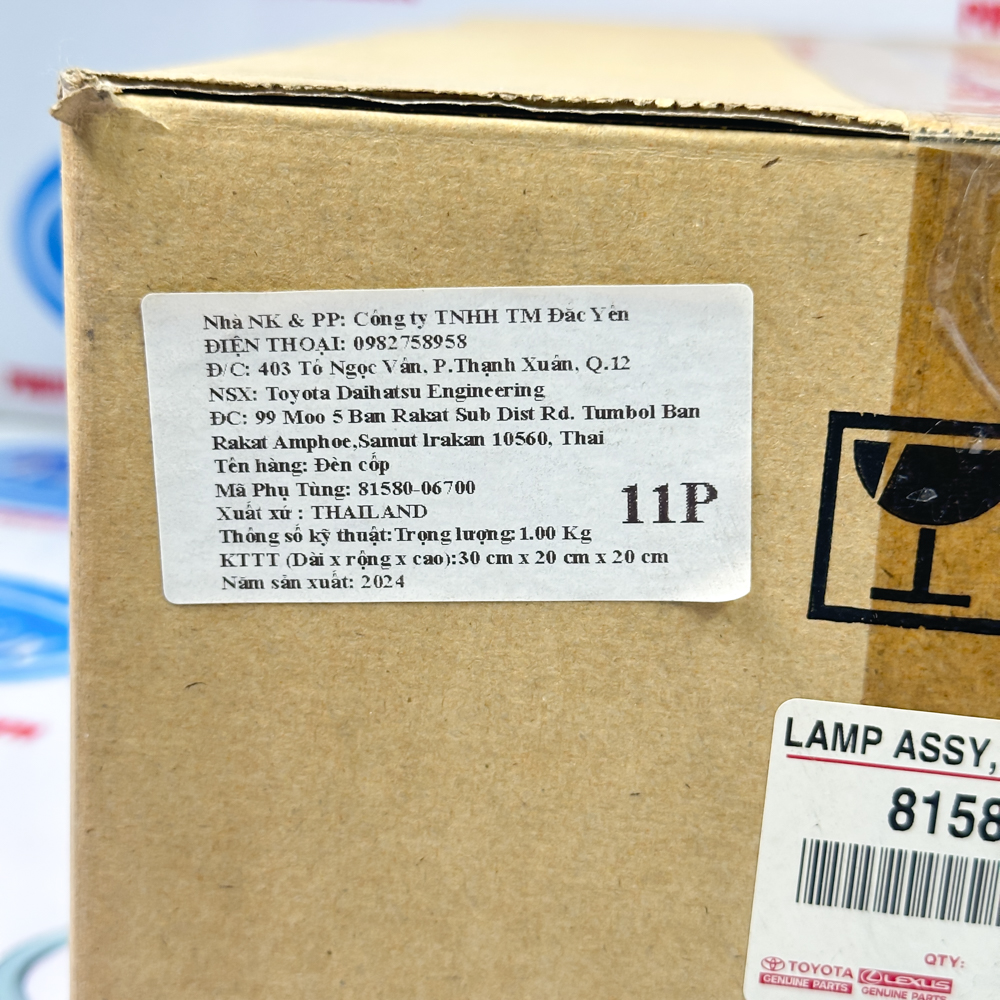 Nhà NK & PP: Công ty TNHH TM Đăc Yên
ĐIỆN THOẠI: 0982758958
Đ/C: 403 Tô Ngọc Vân, P.Thạnh Xuân, Q.12
NSX: Toyota Daihatsu Engineering
ĐC: 99 Moo 5 Ban Rakat Sub Dist Rd. Tumbol Ban
Rakat Amphoe,Samut lrakan 10560, Thai
Tên hàng: Đèn cốp
Mã Phụ Tùng: 81580-06700
Xuất xứ : THAILAND
11P
Thông số kỹ thuật:Trọng lượng:1.00 Kg
KTTT (Dài x rộng x cao):30 cm x 20 cm x 20 cm
Năm sản xuất: 2024
LAMP ASSY,
8158
QTY:
TOYOTA
GENUINE PARTS
LEXUS
GENUINE PARTS